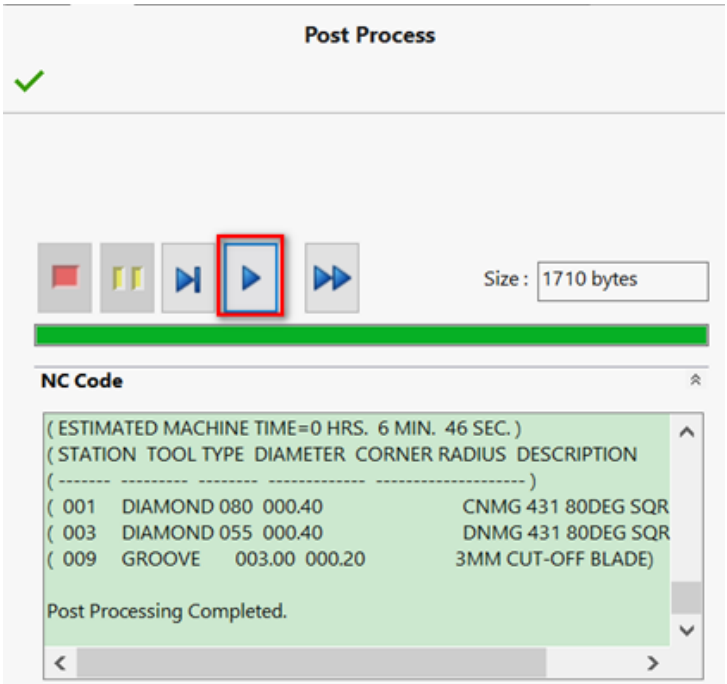 Post Process
Size : 1710 bytes
NC Code
( ESTIMATED MACHINE TIME=0 HRS. 6 MIN. 46 SEC. )
( STATION TOOL TYPE DIAMETER CORNER RADIUS DESCRIPTION
( ------- --------- -------- ------------- -------------------- )
( 001 DIAMOND 080 000.40 CNMG 431 80DEG SQR
( 003 DIAMOND 055 000.40 DNMG 431 80DEG SQR
( 009 GROOVE 003.00 000.20 3MM CUT-OFF BLADE)
Post Processing Completed.